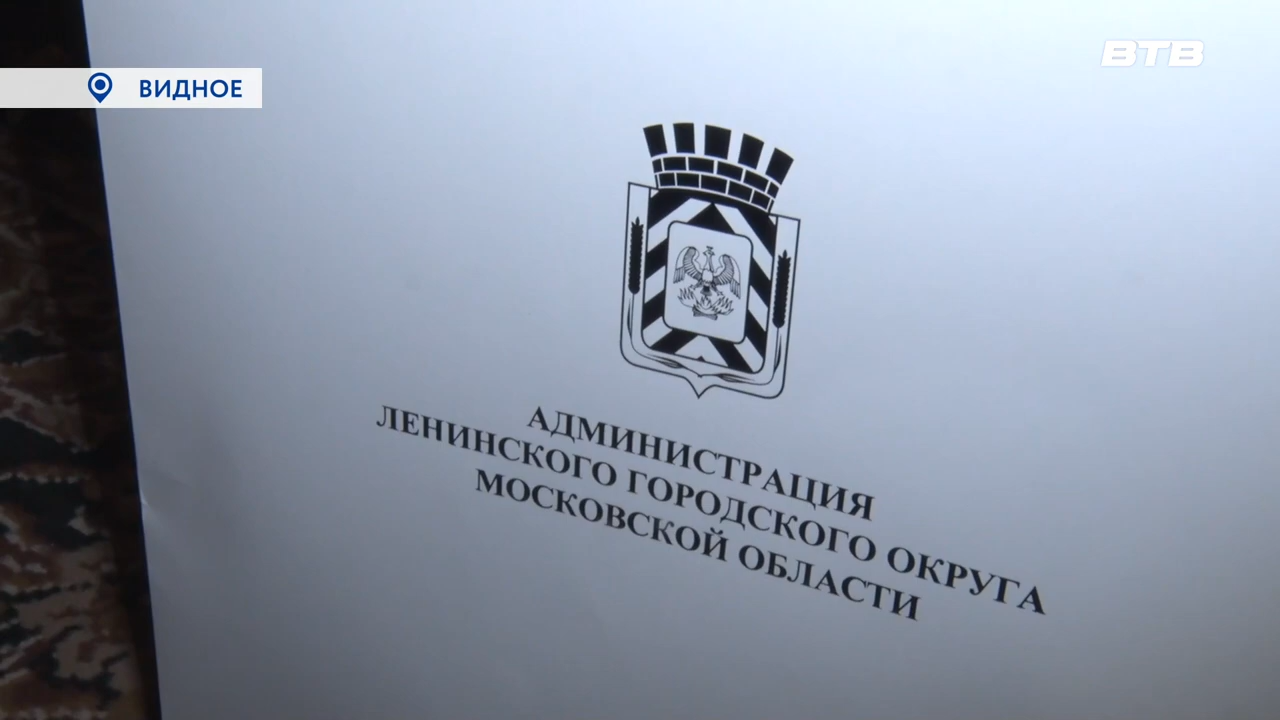 ВТВ
ВИДНОЕ
АДМИНИСТРАЦИЯ
ЛЕНИНСКОГО ГОРОДСКОГО ОКРУГА
МОСКОВСКОЙ ОБЛАСТИ